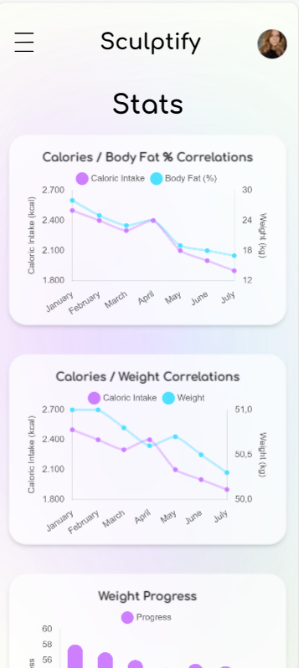 Sculptify
Stats
Calories / Body Fat % Correlations
Caloric Intake Body Fat (%)
2.700 30
2.400 24
2.100 18
1.800 12
Caloric Intake (kcal)
Weight (kg)
January February March April May June July
Calories / Weight Correlations
Caloric Intake Weight
2.700 51,0
2.400
50,5
2.100
1.800 50,0
Caloric Intake (kcal)
Weight (kg)
January February March April May June July
Weight Progress
Progress
60
58
56